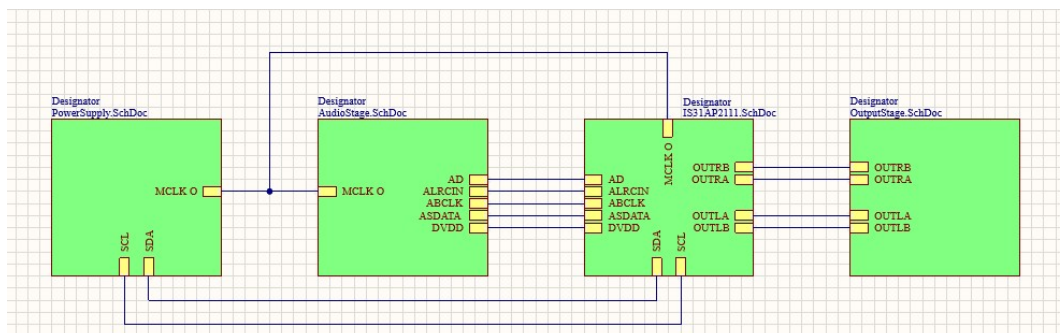 Designator
PowerSupply.SchDoc
MCLK O
SCL
SDA
Designator
AudioStage.SchDoc
MCLK O
AD
ALRCIN
ABCLK
ASDATA
DVDD
Designator
IS31AP2111.SchDoc
MCLK O
AD
ALRCIN
ABCLK
ASDATA
DVDD
SDA
SCL
OUTRB
OUTRA
OUTLA
OUTLB
Designator
OutputStage.SchDoc
OUTRB
OUTRA
OUTLA
OUTLB